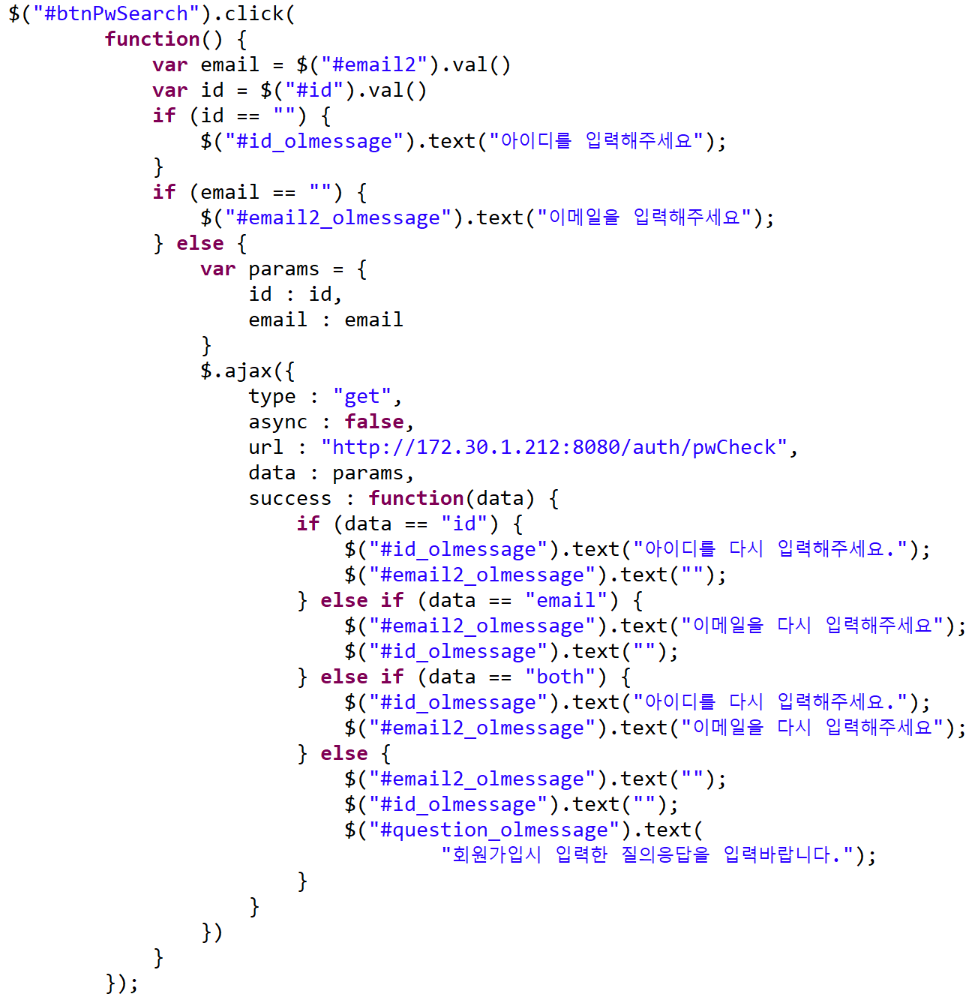 $("#btnPwSearch").click(
        function() {
            var email = $("#email2").val()
            var id = $("#id").val()
            if (id == "") {
                $("#id_olmessage").text("아이디를 입력해주세요");
            }
            if (email == "") {
                $("#email2_olmessage").text("이메일을 입력해주세요");
            } else {
                var params = {
                    id : id,
                    email : email
                }
                $.ajax({
                    type : "get",
                    async : false,
                    url : "http://172.30.1.212:8080/auth/pwCheck",
                    data : params,
                    success : function(data) {
                        if (data == "id") {
                            $("#id_olmessage").text("아이디를 다시 입력해주세요.");
                            $("#email2_olmessage").text("");
                        } else if (data == "email") {
                            $("#email2_olmessage").text("이메일을 다시 입력해주세요");
                            $("#id_olmessage").text("");
                        } else if (data == "both") {
                            $("#id_olmessage").text("아이디를 다시 입력해주세요.");
                            $("#email2_olmessage").text("이메일을 다시 입력해주세요");
                        } else {
                            $("#email2_olmessage").text("");
                            $("#id_olmessage").text("");
                            $("#question_olmessage").text(
                                    "회원가입시 입력한 질의응답을 입력바랍니다.");
                        }
                    }
                })
            }
        });